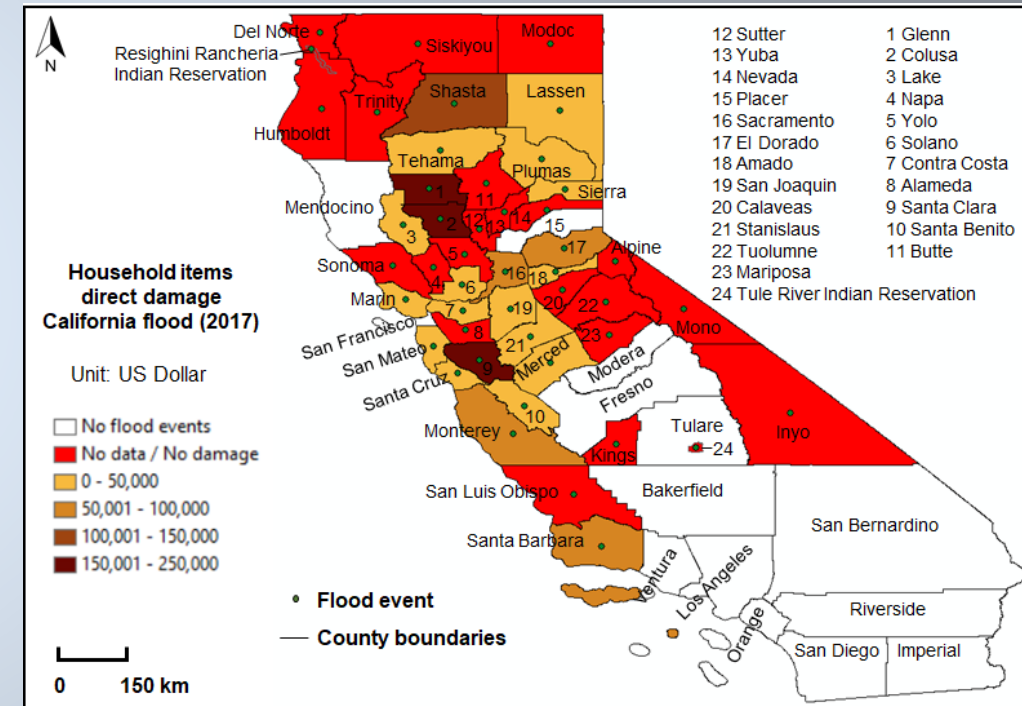 N
Del Norte
Resighini Rancheria
Indian Reservation
Siskiyou
Modoc
Trinity
Shasta
Lassen
Humboldt
Tehama
Plumas
Sierra
Mendocino
1
2
3
4
5
6
7
8
9
10
11
12
13
14
15
16
17
18
19
20
21
22
23
24
Sonoma
Marin
San Francisco
San Mateo
Santa Cruz
Alpine
Mono
Merced
Modera
Fresno
Monterey
Kings
Tulare
Inyo
San Luis Obispo
Bakerfield
San Bernardino
Santa Barbara
Ventura
Los Angeles
Orange
Riverside
San Diego
Imperial
12 Sutter
13 Yuba
14 Nevada
15 Placer
16 Sacramento
17 El Dorado
18 Amado
19 San Joaquin
20 Calaveas
21 Stanislaus
22 Tuolumne
23 Mariposa
24 Tule River Indian Reservation
1 Glenn
2 Colusa
3 Lake
4 Napa
5 Yolo
6 Solano
7 Contra Costa
8 Alameda
9 Santa Clara
10 Santa Benito
11 Butte
Household items
direct damage
California flood (2017)
Unit: US Dollar
No flood events
No data / No damage
0 - 50,000
50,001 - 100,000
100,001 - 150,000
150,001 - 250,000
Flood event
County boundaries
0 150 km